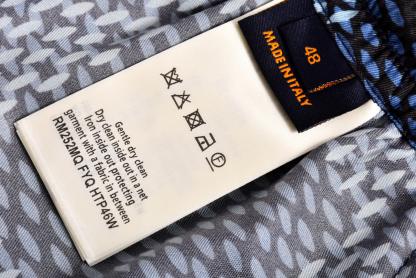 48
MADE IN ITALY
Gentle dry clean
Dry clean inside out in a net
Iron inside out protecting
garment with a fabric in between
RM252MQ FYQ HTP46W
F